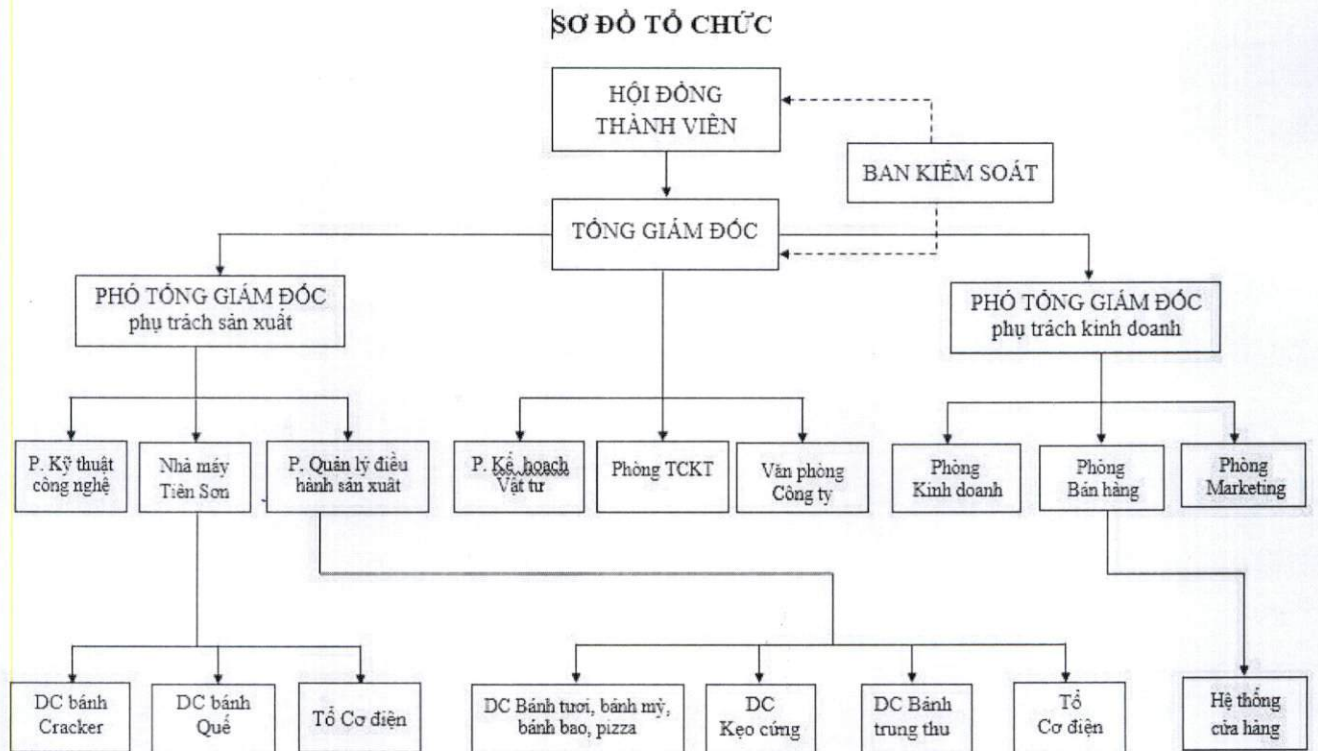 SƠ ĐỒ TỔ CHỨC
HỘI ĐỒNG
THÀNH VIÊN
BAN KIỂM SOÁT
TỔNG GIÁM ĐỐC
PHÓ TỔNG GIÁM ĐỐC
phụ trách sản xuất
PHÓ TỔNG GIÁM ĐỐC
phụ trách kinh doanh
P. Kỹ thuật
công nghệ
Nhà máy
Tiên Sơn
P. Quản lý điều
hành sản xuất
P. Kế hoạch
Vật tư
Phòng TCKT
Văn phòng
Công ty
Phòng
Kinh doanh
Phòng
Bán hàng
Phòng
Marketing
DC bánh
Cracker
DC bánh
Quế
Tổ Cơ điện
DC Bánh tươi, bánh mỳ,
bánh bao, pizza
DC
Kẹo cứng
DC Bánh
trung thu
Tổ
Cơ điện
Hệ thống
cửa hàng